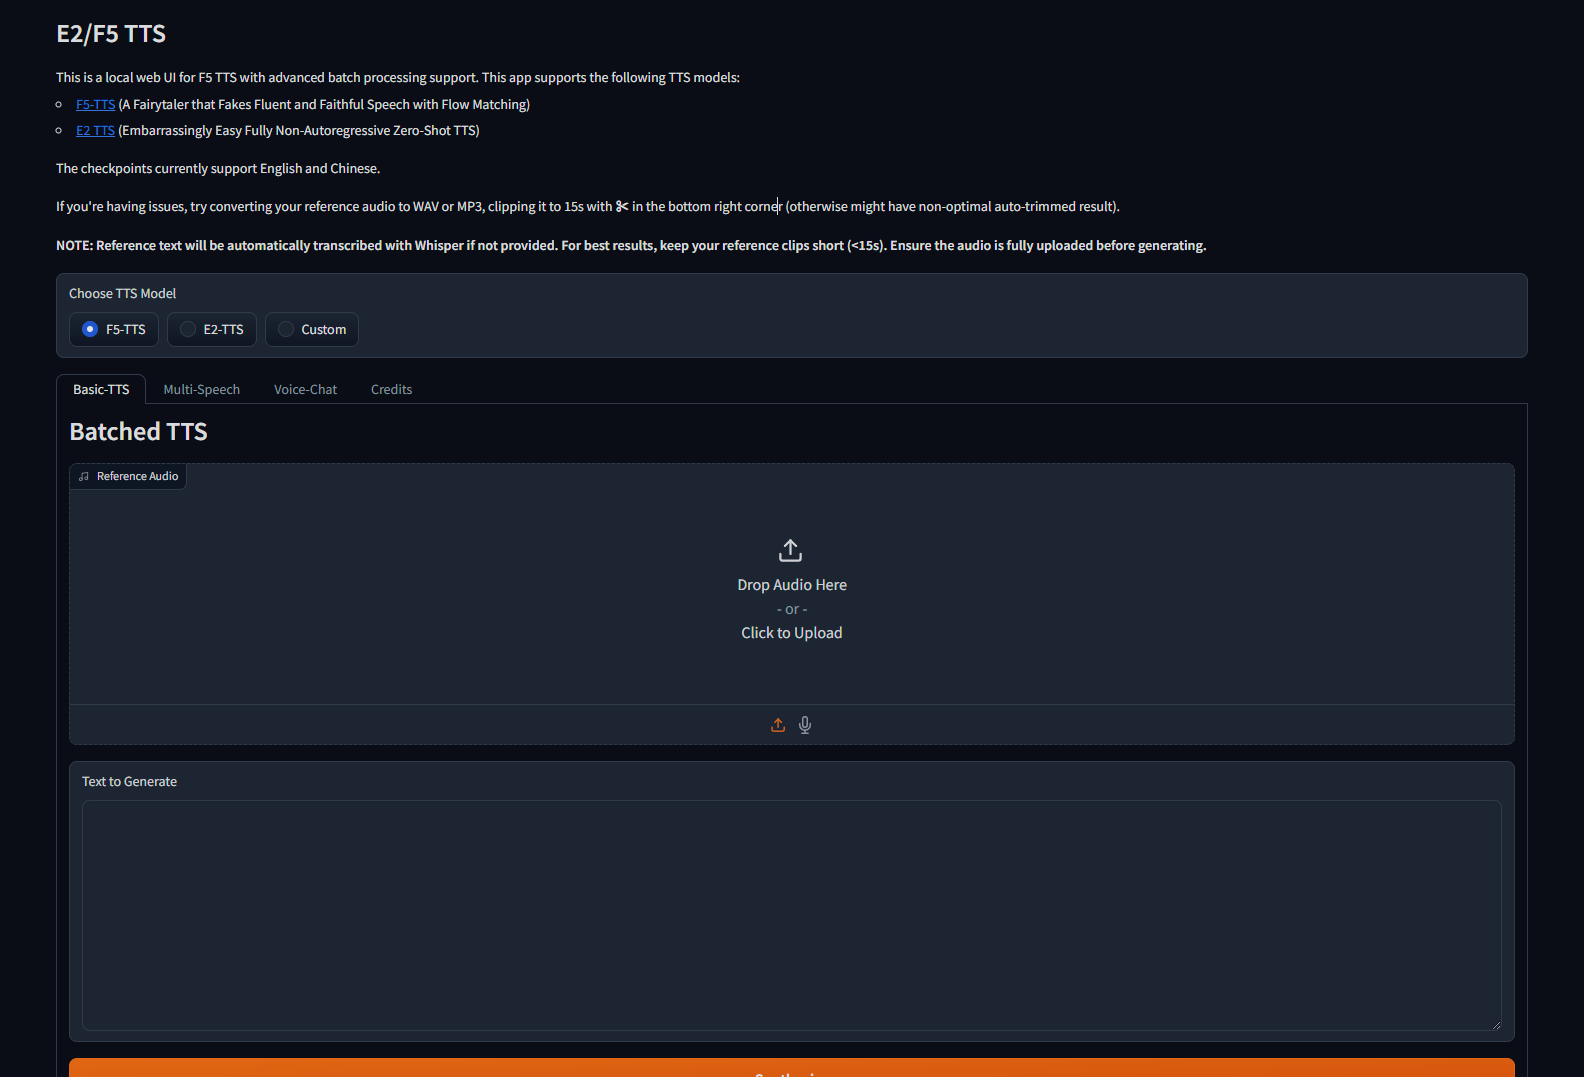 E2/F5 TTS
This is a local web UI for F5 TTS with advanced batch processing support. This app supports the following TTS models:
F5-TTS (A Fairytaler that Fakes Fluent and Faithful Speech with Flow Matching)
E2 TTS (Embarrassingly Easy Fully Non-Autoregressive Zero-Shot TTS)
The checkpoints currently support English and Chinese.
If you're having issues, try converting your reference audio to WAV or MP3, clipping it to 15s with ✂ in the bottom right corner (otherwise might have non-optimal auto-trimmed result).
NOTE: Reference text will be automatically transcribed with Whisper if not provided. For best results, keep your reference clips short (<15s). Ensure the audio is fully uploaded before generating.
Choose TTS Model
F5-TTS E2-TTS Custom
Basic-TTS Multi-Speech Voice-Chat Credits
Batched TTS
Reference Audio
Drop Audio Here
- or -
Click to Upload
Text to Generate